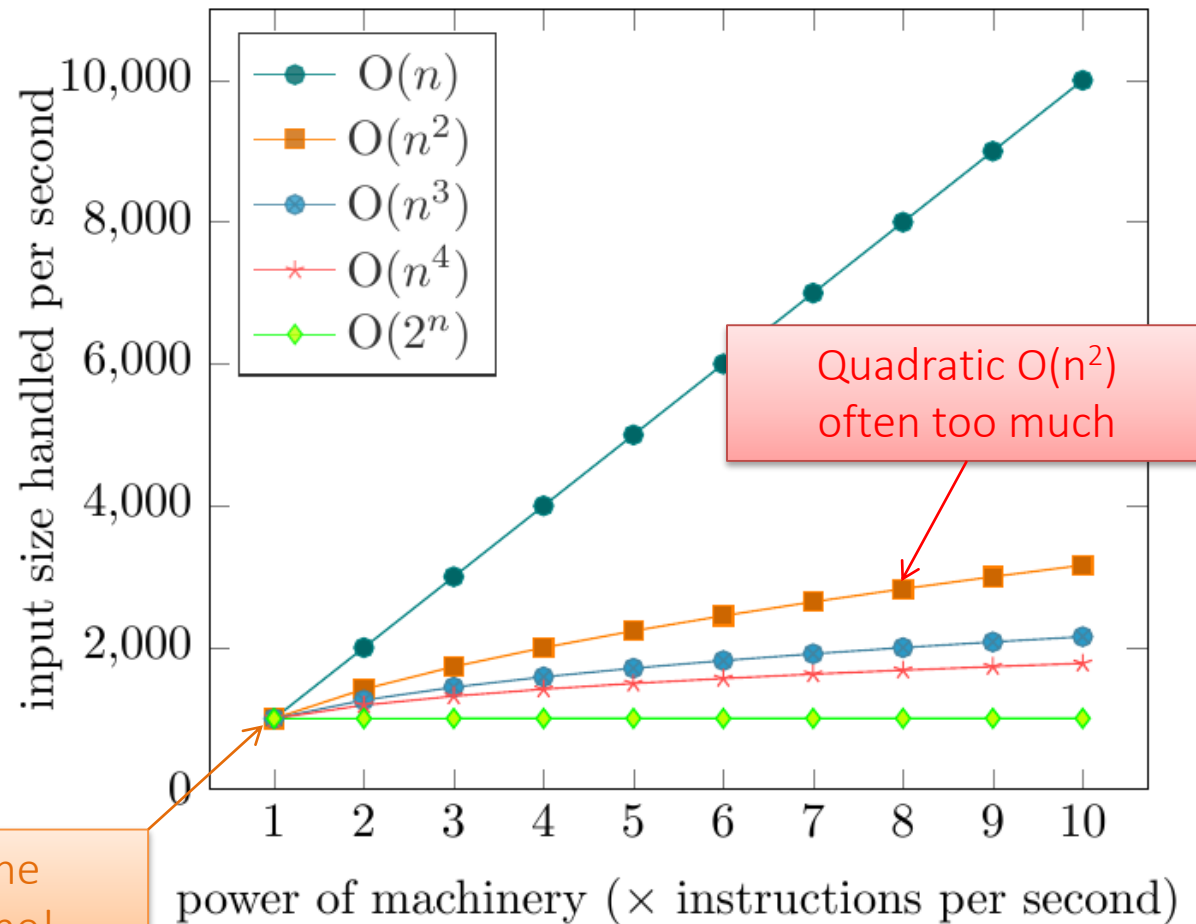 10,000
8,000
6,000
4,000
2,000
0
input size handled per second
O(n)
O(n²)
O(n³)
O(n⁴)
O(2ⁿ)
Quadratic O(n²)
often too much
1 2 3 4 5 6 7 8 9 10
power of machinery (× instructions per second)